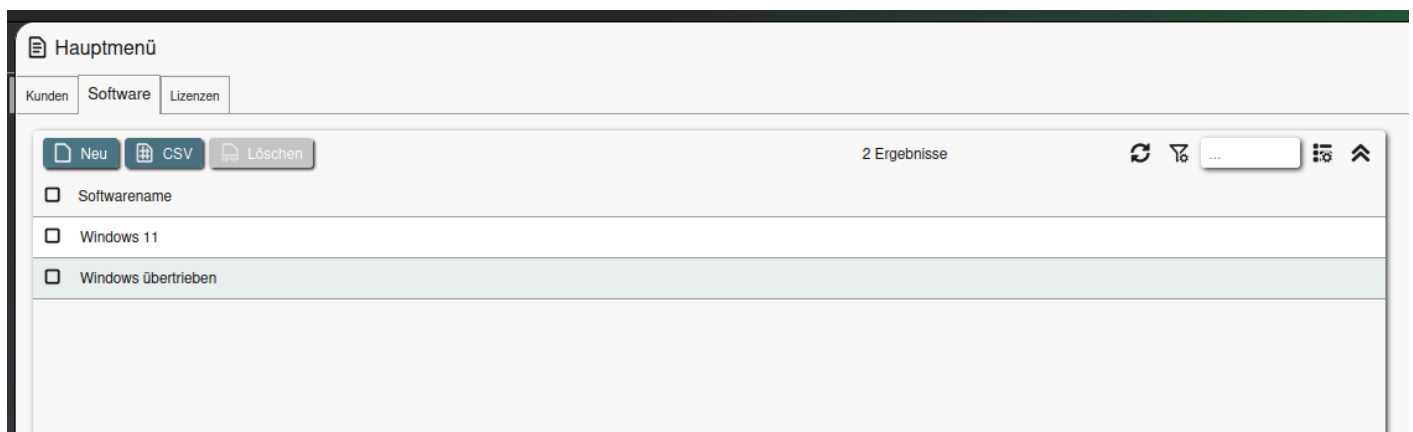 Hauptmenü
Kunden Software Lizenzen
Neu CSV Löschen 2 Ergebnisse ...
Softwarename
Windows 11
Windows übertrieben